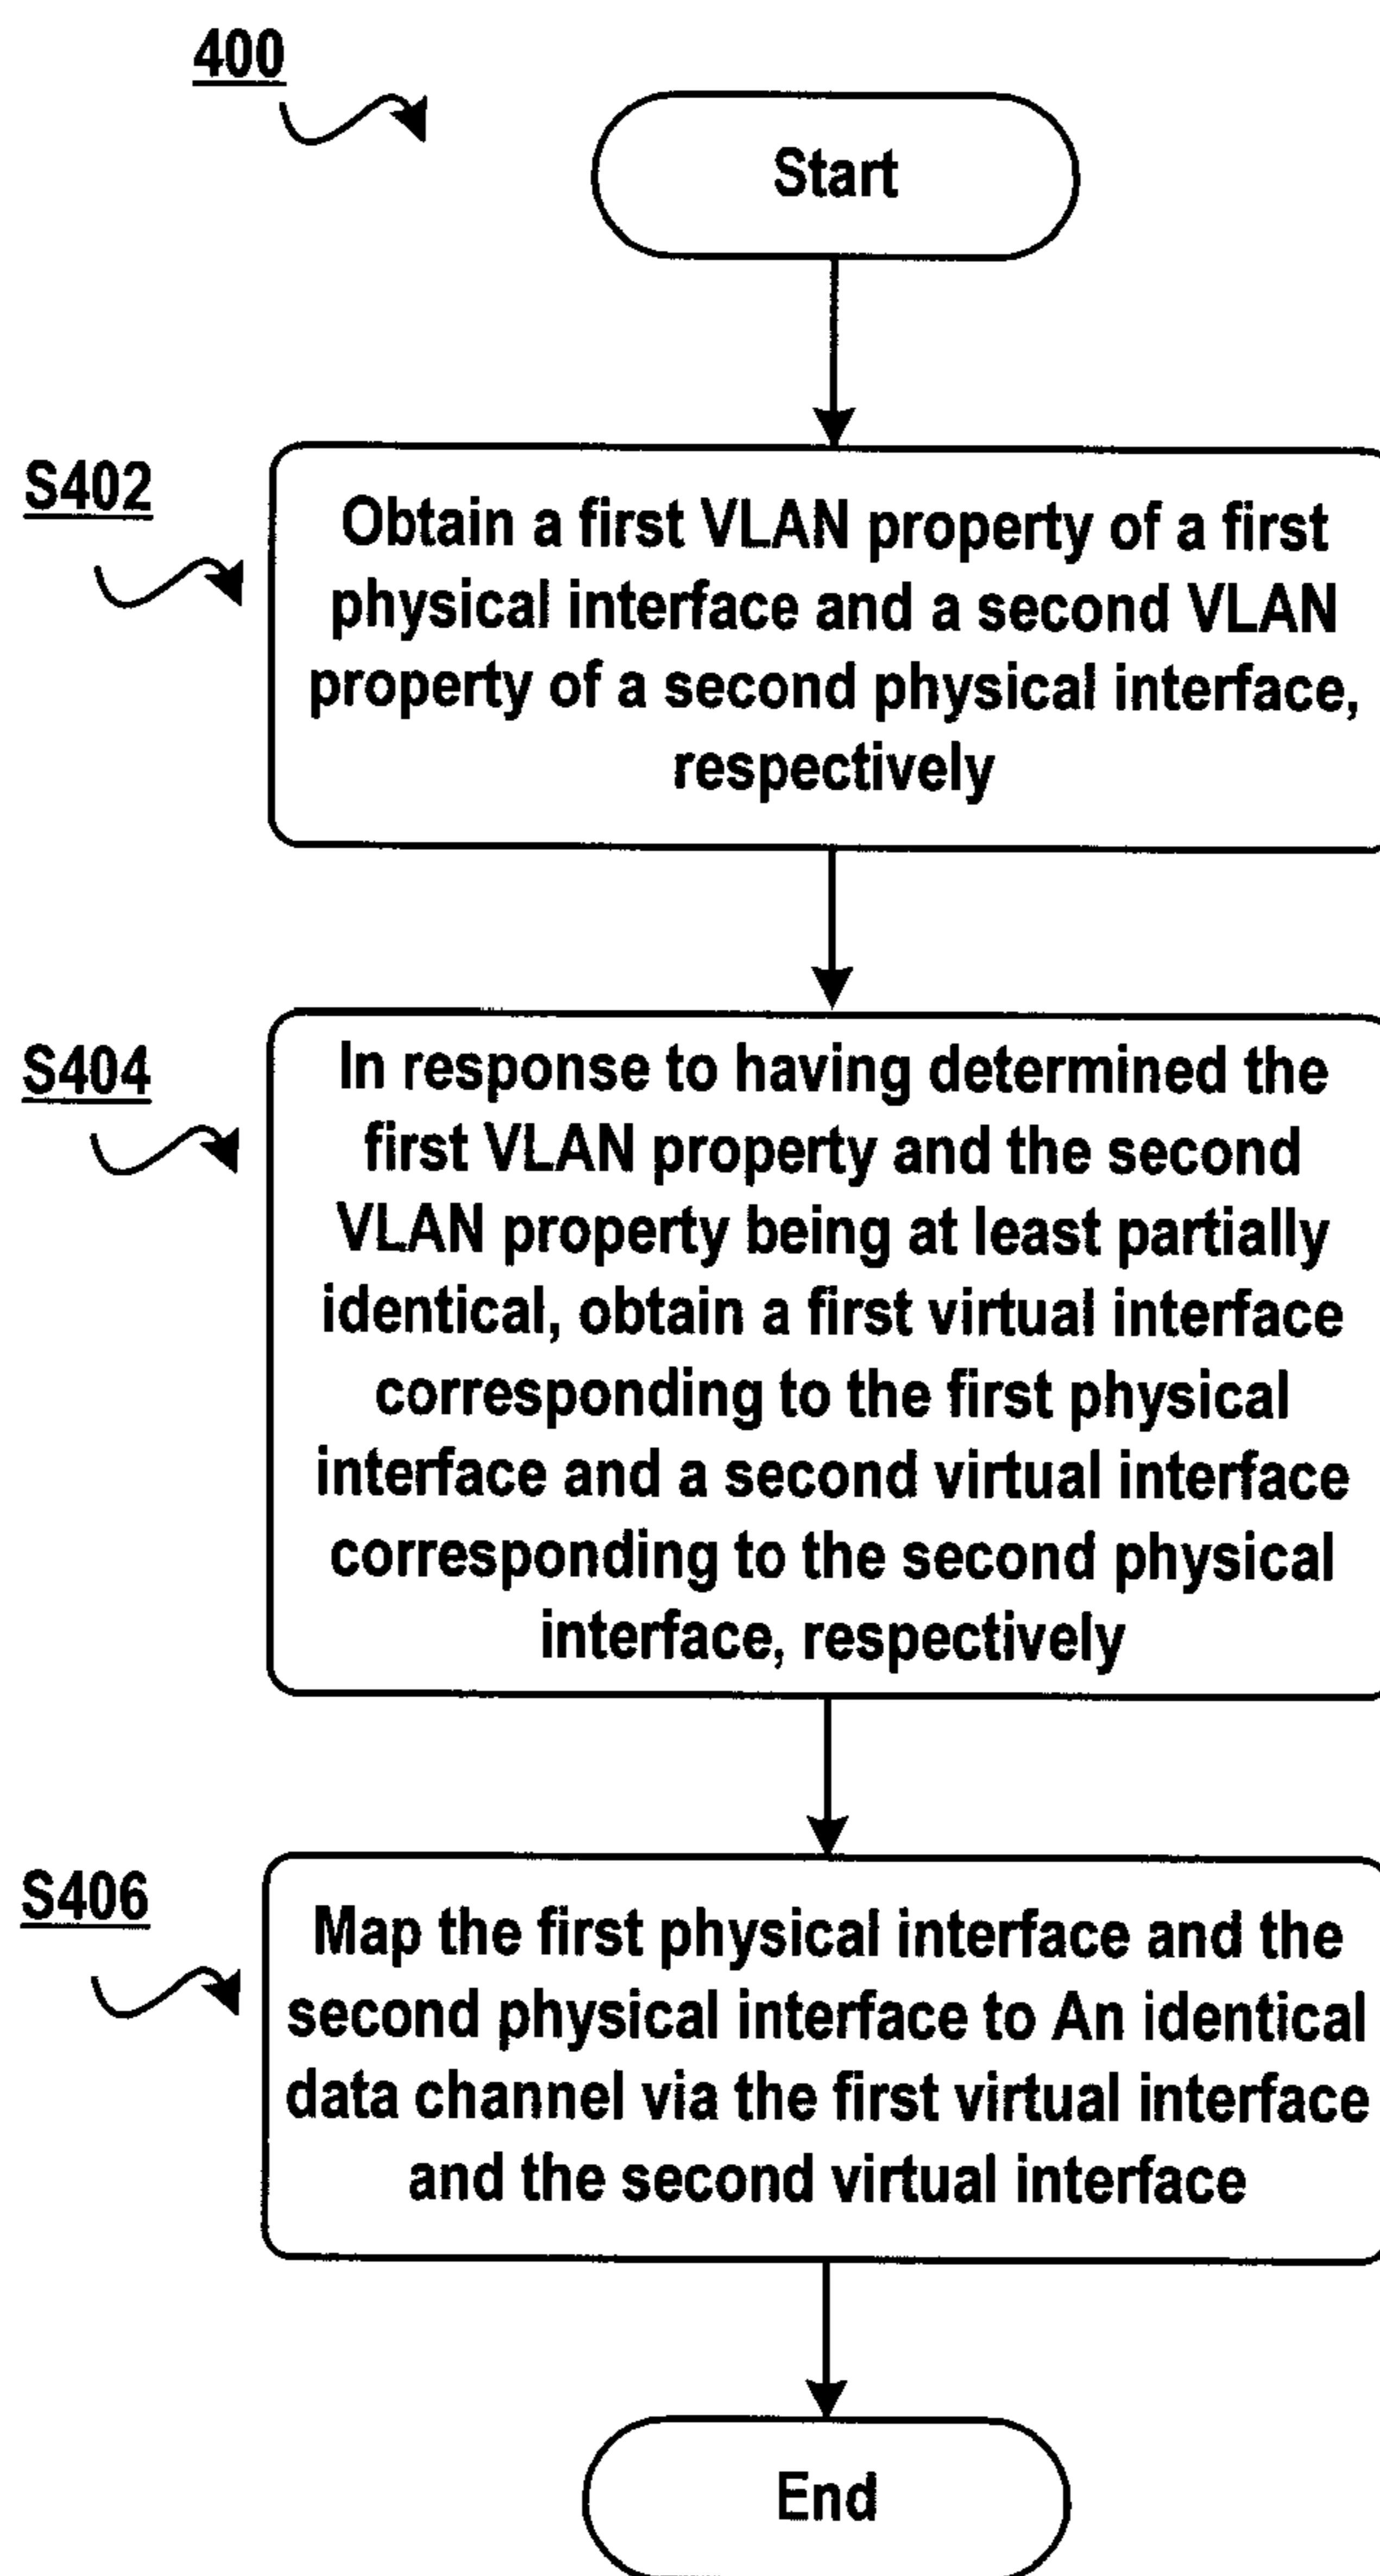 400
Start
S402
Obtain a first VLAN property of a first
physical interface and a second VLAN
property of a second physical interface,
respectively
S404
In response to having determined the
first VLAN property and the second
VLAN property being at least partially
identical, obtain a first virtual interface
corresponding to the first physical
interface and a second virtual interface
corresponding to the second physical
interface, respectively
S406
Map the first physical interface and the
second physical interface to An identical
data channel via the first virtual interface
and the second virtual interface
End